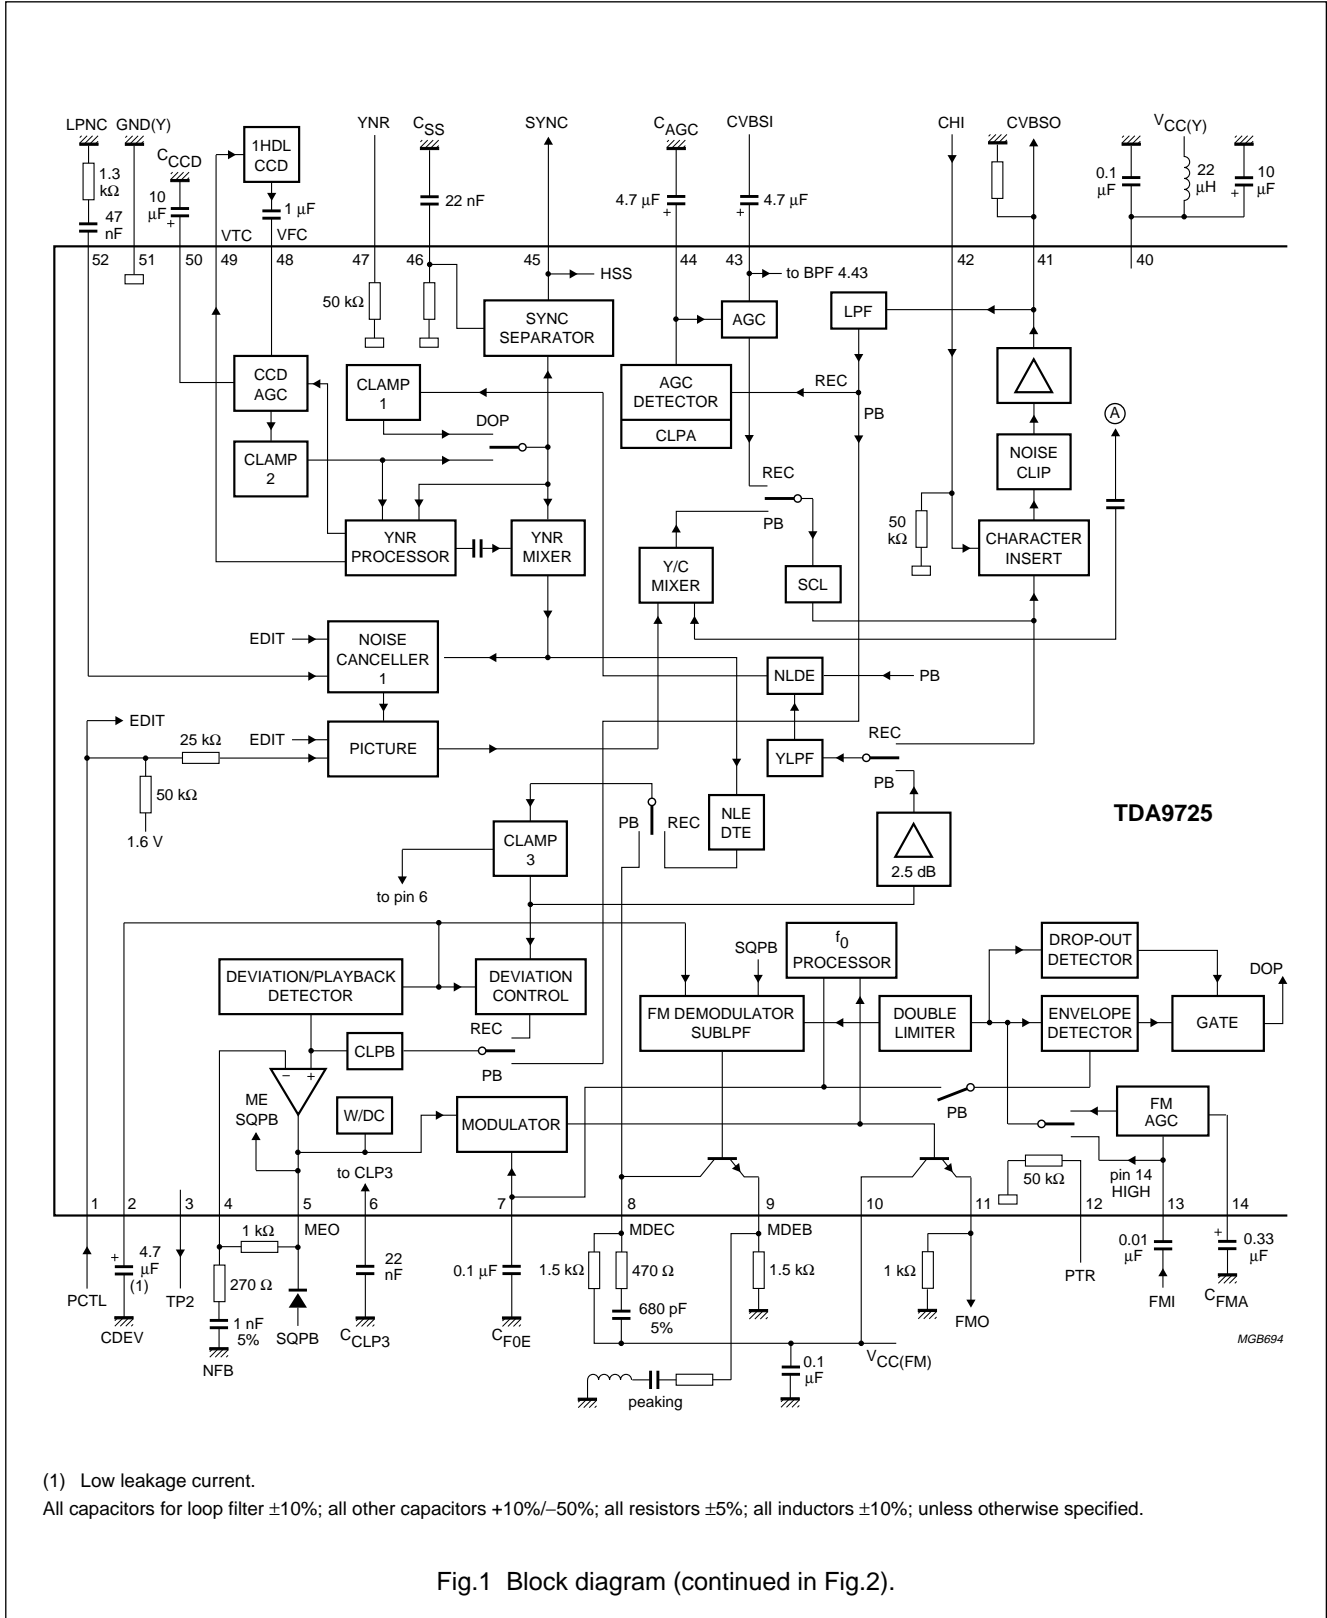 LPNC GND(Y) YNR CSS SYNC CAGC CVBSI CHI CVBSO VCC(Y)
CCCD
1HDL
CCD
1.3
kΩ
10
μF
+
47
nF
1 μF
22 nF
4.7 μF
+
4.7 μF
+
0.1
μF
22
μH
10
μF
+
VTC VFC
52 51 50 49 48 47 46 45 44 43 42 41 40
HSS
to BPF 4.43
50 kΩ
SYNC
SEPARATOR
AGC
LPF
CCD
AGC
CLAMP
1
AGC
DETECTOR
CLPA
REC
PB
DOP
A
CLAMP
2
NOISE
CLIP
REC
PB
YNR
PROCESSOR
YNR
MIXER
50
kΩ
CHARACTER
INSERT
Y/C
MIXER
SCL
EDIT
NOISE
CANCELLER
1
NLDE
PB
EDIT
25 kΩ
EDIT
PICTURE
YLPF
REC
PB
50 kΩ
1.6 V
NLE
DTE
PB REC
TDA9725
CLAMP
3
2.5 dB
to pin 6
SQPB
f0
PROCESSOR
DROP-OUT
DETECTOR
DOP
DEVIATION/PLAYBACK
DETECTOR
DEVIATION
CONTROL
FM DEMODULATOR
SUBLPF
DOUBLE
LIMITER
ENVELOPE
DETECTOR
GATE
REC
CLPB
PB
− +
ME
SQPB
W/DC
MODULATOR
PB
FM
AGC
to CLP3
50 kΩ
pin 14
HIGH
1 2 3 4 5 6 7 8 9 10 11 12 13 14
MEO MDEC MDEB
1 kΩ
+
4.7
μF
(1)
270 Ω
22
nF
0.1 μF
1.5 kΩ
470 Ω
1.5 kΩ
1 kΩ
0.01
μF
+
0.33
μF
PCTL
CDEV
TP2
1 nF
5%
NFB
SQPB
CCLP3
CF0E
680 pF
5%
FMO
PTR
FMI
CFMA
VCC(FM)
0.1
μF
peaking
MGB694
(1) Low leakage current.
All capacitors for loop filter ±10%; all other capacitors +10%/−50%; all resistors ±5%; all inductors ±10%; unless otherwise specified.
Fig.1 Block diagram (continued in Fig.2).